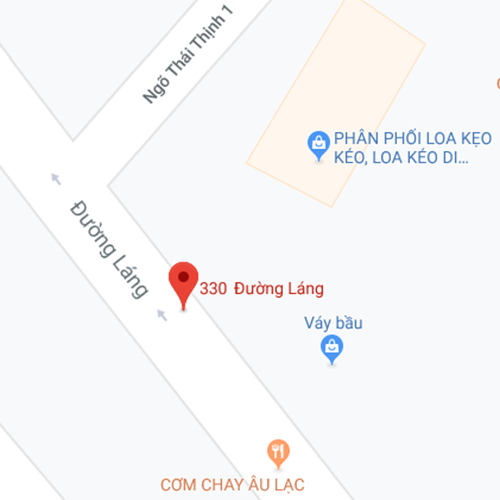 Ngõ Thái Thịnh 1
PHÂN PHỐI LOA KẸO
KÉO, LOA KÉO DI...
Đường Láng
330 Đường Láng
Váy bầu
CƠM CHAY ÂU LẠC